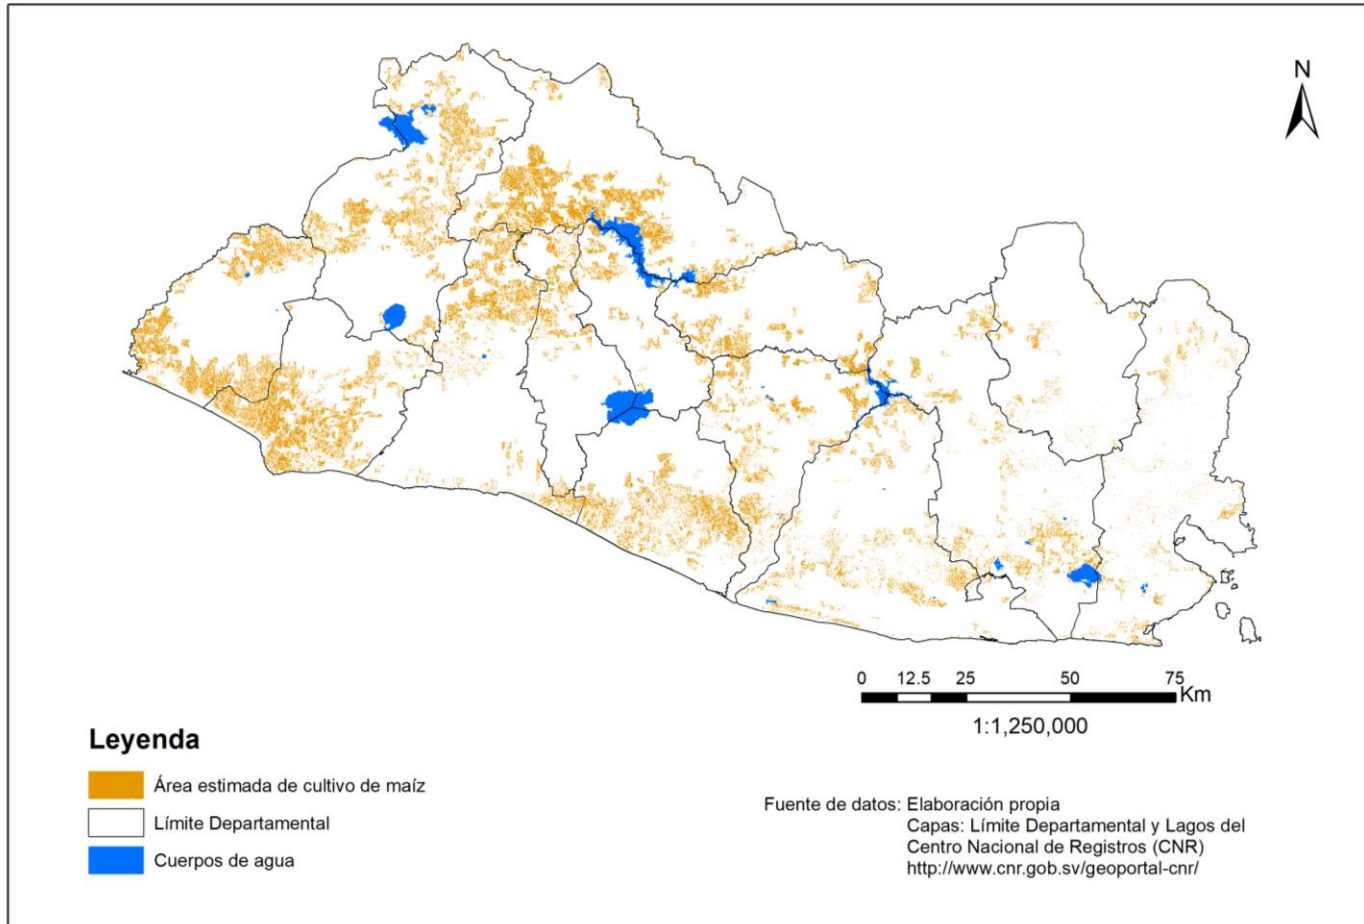 N
0 12.5 25 50 75
Km
1:1,250,000
Leyenda
Área estimada de cultivo de maíz
Límite Departamental
Cuerpos de agua
Fuente de datos: Elaboración propia
Capas: Límite Departamental y Lagos del
Centro Nacional de Registros (CNR)
http://www.cnr.gob.sv/geoportal-cnr/